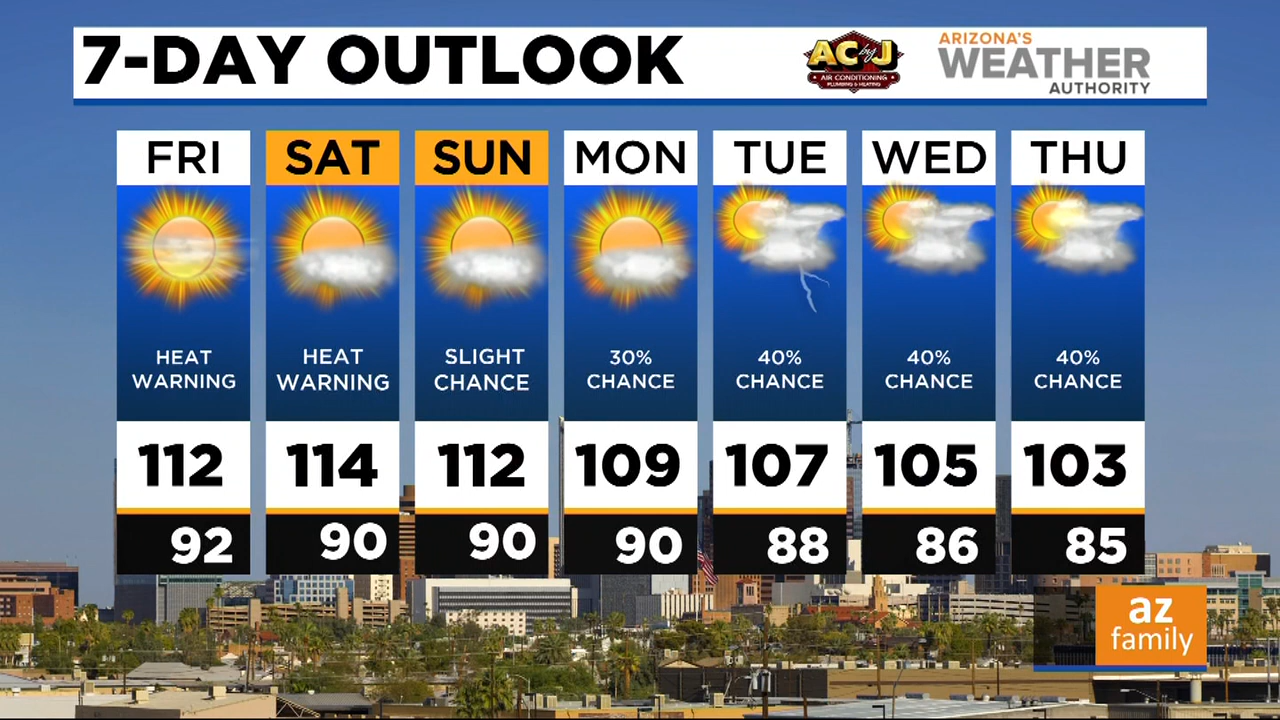 7-DAY OUTLOOK
AC by J
AIR CONDITIONING
PLUMBING & HEATING
ARIZONA'S
WEATHER
AUTHORITY
FRI SAT SUN MON TUE WED THU
HEAT HEAT SLIGHT 30% 40% 40% 40%
WARNING WARNING CHANCE CHANCE CHANCE CHANCE CHANCE
112 114 112 109 107 105 103
92 90 90 90 88 86 85
az
family